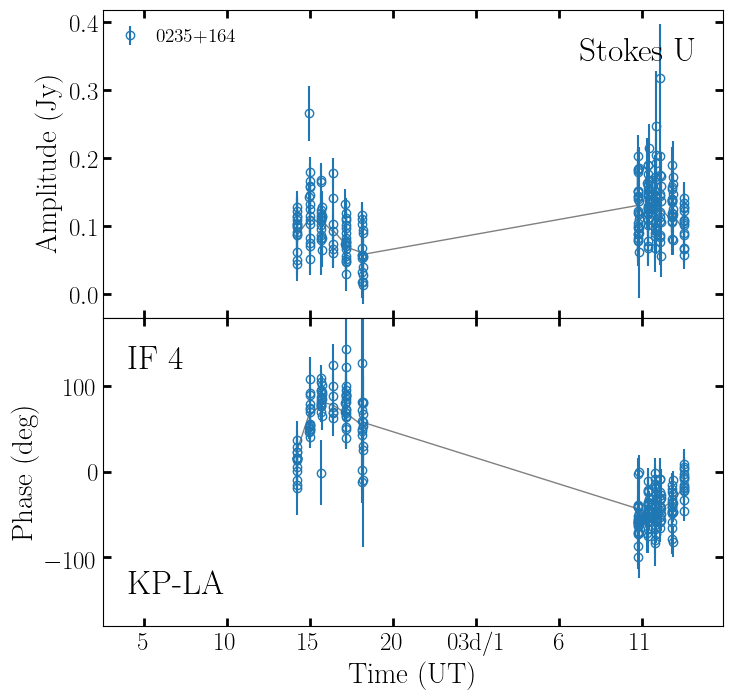 0235+164
Stokes U
0.4
0.3
0.2
0.1
0.0
Amplitude (Jy)
IF 4
100
0
−100
Phase (deg)
KP-LA
5 10 15 20 03d/1 6 11
Time (UT)